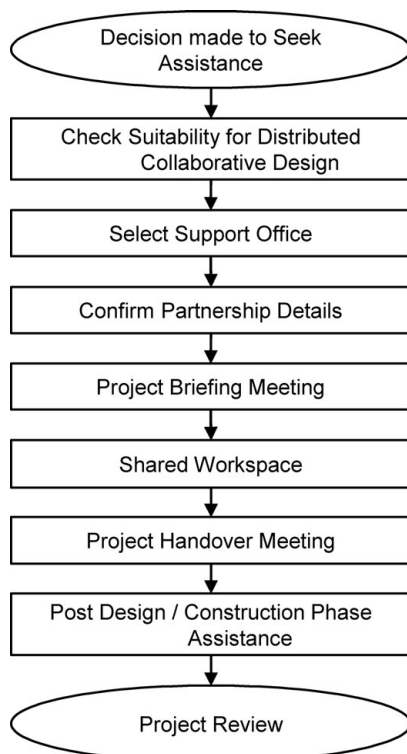 Decision made to Seek
Assistance
Check Suitability for Distributed
Collaborative Design
Select Support Office
Confirm Partnership Details
Project Briefing Meeting
Shared Workspace
Project Handover Meeting
Post Design / Construction Phase
Assistance
Project Review